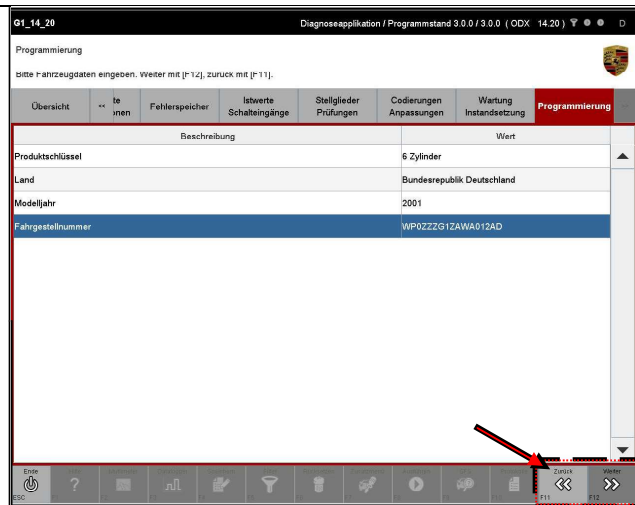 G1_14_20
Diagnoseapplikation / Programmstand 3.0.0 / 3.0.0 ( ODX 14.20 ) D
Programmierung
Bitte Fahrzeugdaten eingeben. Weiter mit [F12], zurück mit [F11].
Übersicht
<<
te
onen
Fehlerspeicher
Istwerte
Schalteingänge
Stellglieder
Prüfungen
Codierungen
Anpassungen
Wartung
Instandsetzung
Programmierung
Beschreibung Wert
Produktschlüssel 6 Zylinder
Land Bundesrepublik Deutschland
Modelljahr 2001
Fahrgestellnummer WP0ZZZG1ZAWA012AD
Ende
ESC
Zurück
F11
Weiter
F12